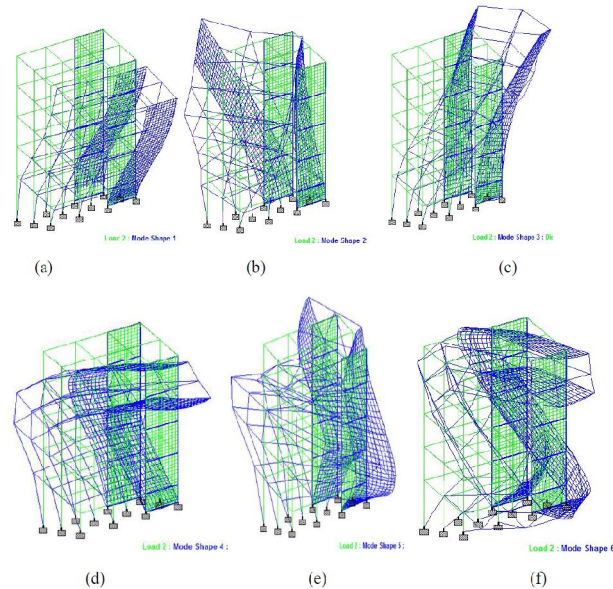 Load 2 : Mode Shape 1
Load 2 : Mode Shape 2
Load 2 : Mode Shape 3 : Dis
(a)
(b)
(c)
Load 2 : Mode Shape 4 :
Load 2 : Mode Shape 5 :
Load 2 : Mode Shape 6
(d)
(e)
(f)